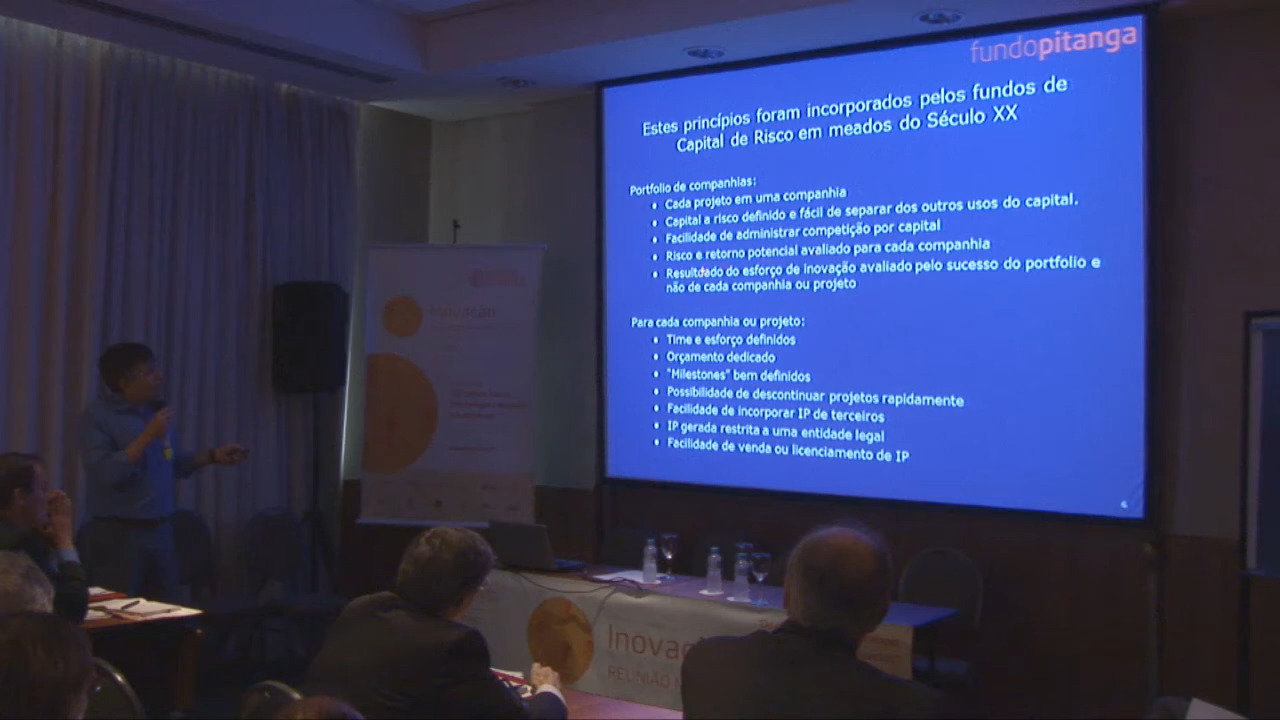 fundopitanga
Estes princípios foram incorporados pelos fundos de
Capital de Risco em meados do Século XX
Portfolio de companhias:
• Cada projeto em uma companhia
• Capital a risco definido e fácil de separar dos outros usos do capital.
• Facilidade de administrar competição por capital
• Risco e retorno potencial avaliado para cada companhia
• Resultado do esforço de inovação avaliado pelo sucesso do portfolio e
não de cada companhia ou projeto
Para cada companhia ou projeto:
• Time e esforço definidos
• Orçamento dedicado
• "Milestones" bem definidos
• Possibilidade de descontinuar projetos rapidamente
• Facilidade de incorporar IP de terceiros
• IP gerada restrita a uma entidade legal
• Facilidade de venda ou licenciamento de IP
6
Inovação
Inovaç
REUNIÃO